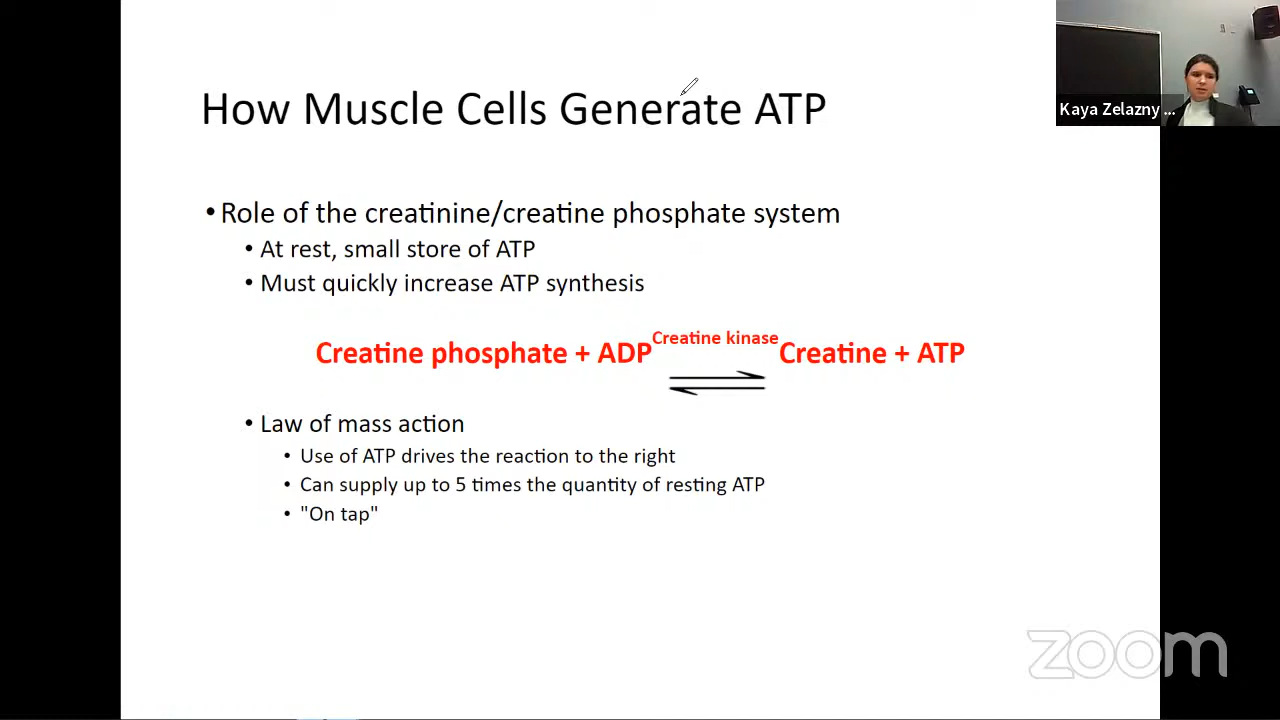 How Muscle Cells Generate ATP
Kaya Zelazny ...
• Role of the creatinine/creatine phosphate system
• At rest, small store of ATP
• Must quickly increase ATP synthesis
Creatine phosphate + ADP Creatine kinase Creatine + ATP
• Law of mass action
• Use of ATP drives the reaction to the right
• Can supply up to 5 times the quantity of resting ATP
• "On tap"
zoom